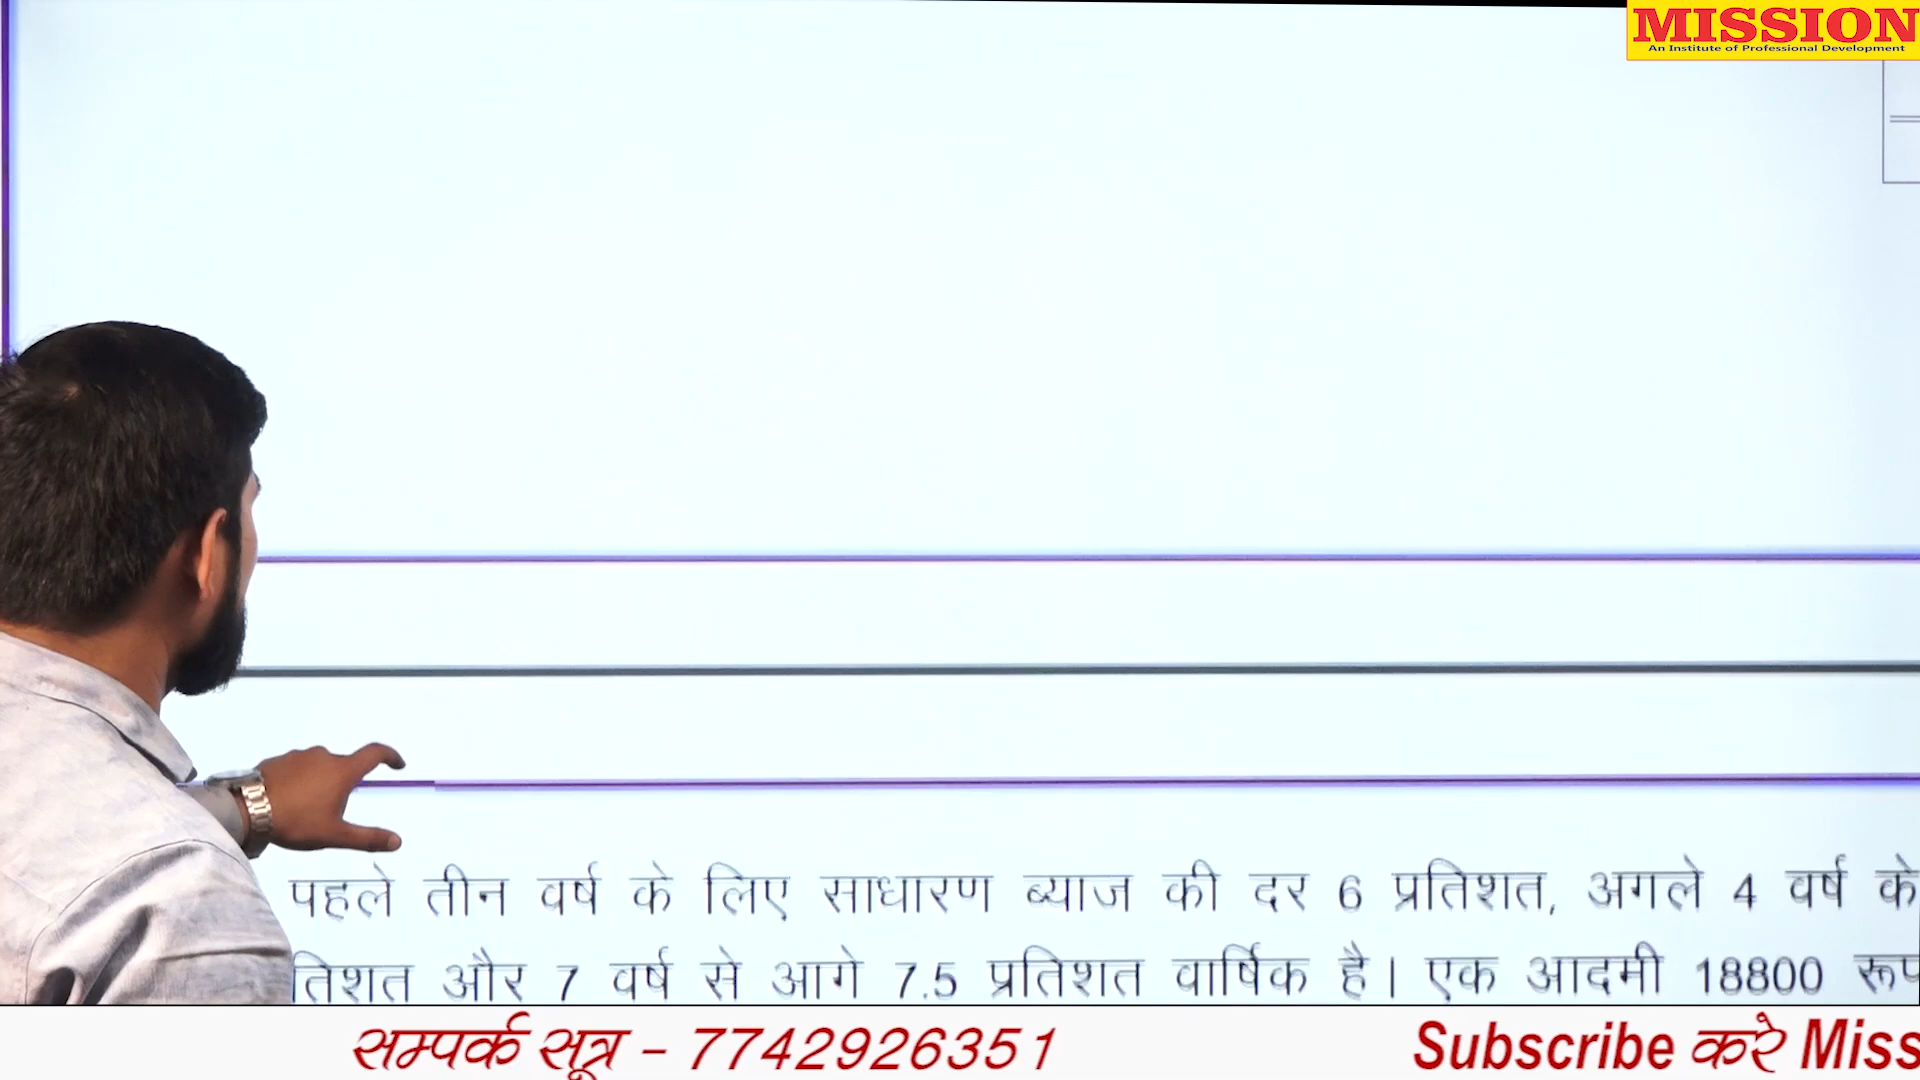 MISSION
An Institute of Professional Development
पहले तीन वर्ष के लिए साधारण ब्याज की दर 6 प्रतिशत, अगले 4 वर्ष के
तिशत और 7 वर्ष से आगे 7.5 प्रतिशत वार्षिक है। एक आदमी 18800 रूप
सम्पर्क सूत्र - 7742926351 Subscribe करे Miss